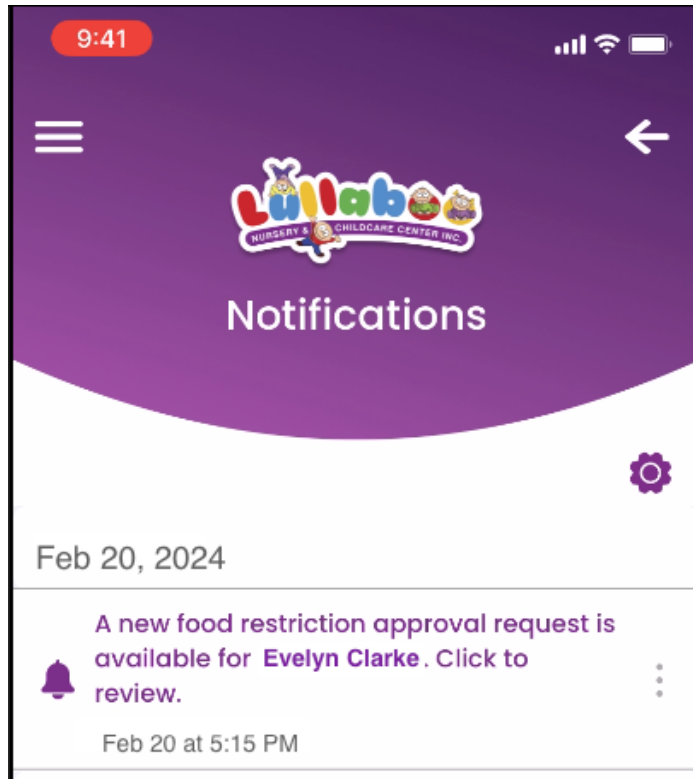 9:41
Lullaboo
NURSERY & CHILDCARE CENTER INC.
Notifications
Feb 20, 2024
A new food restriction approval request is
available for Evelyn Clarke. Click to
review.
Feb 20 at 5:15 PM